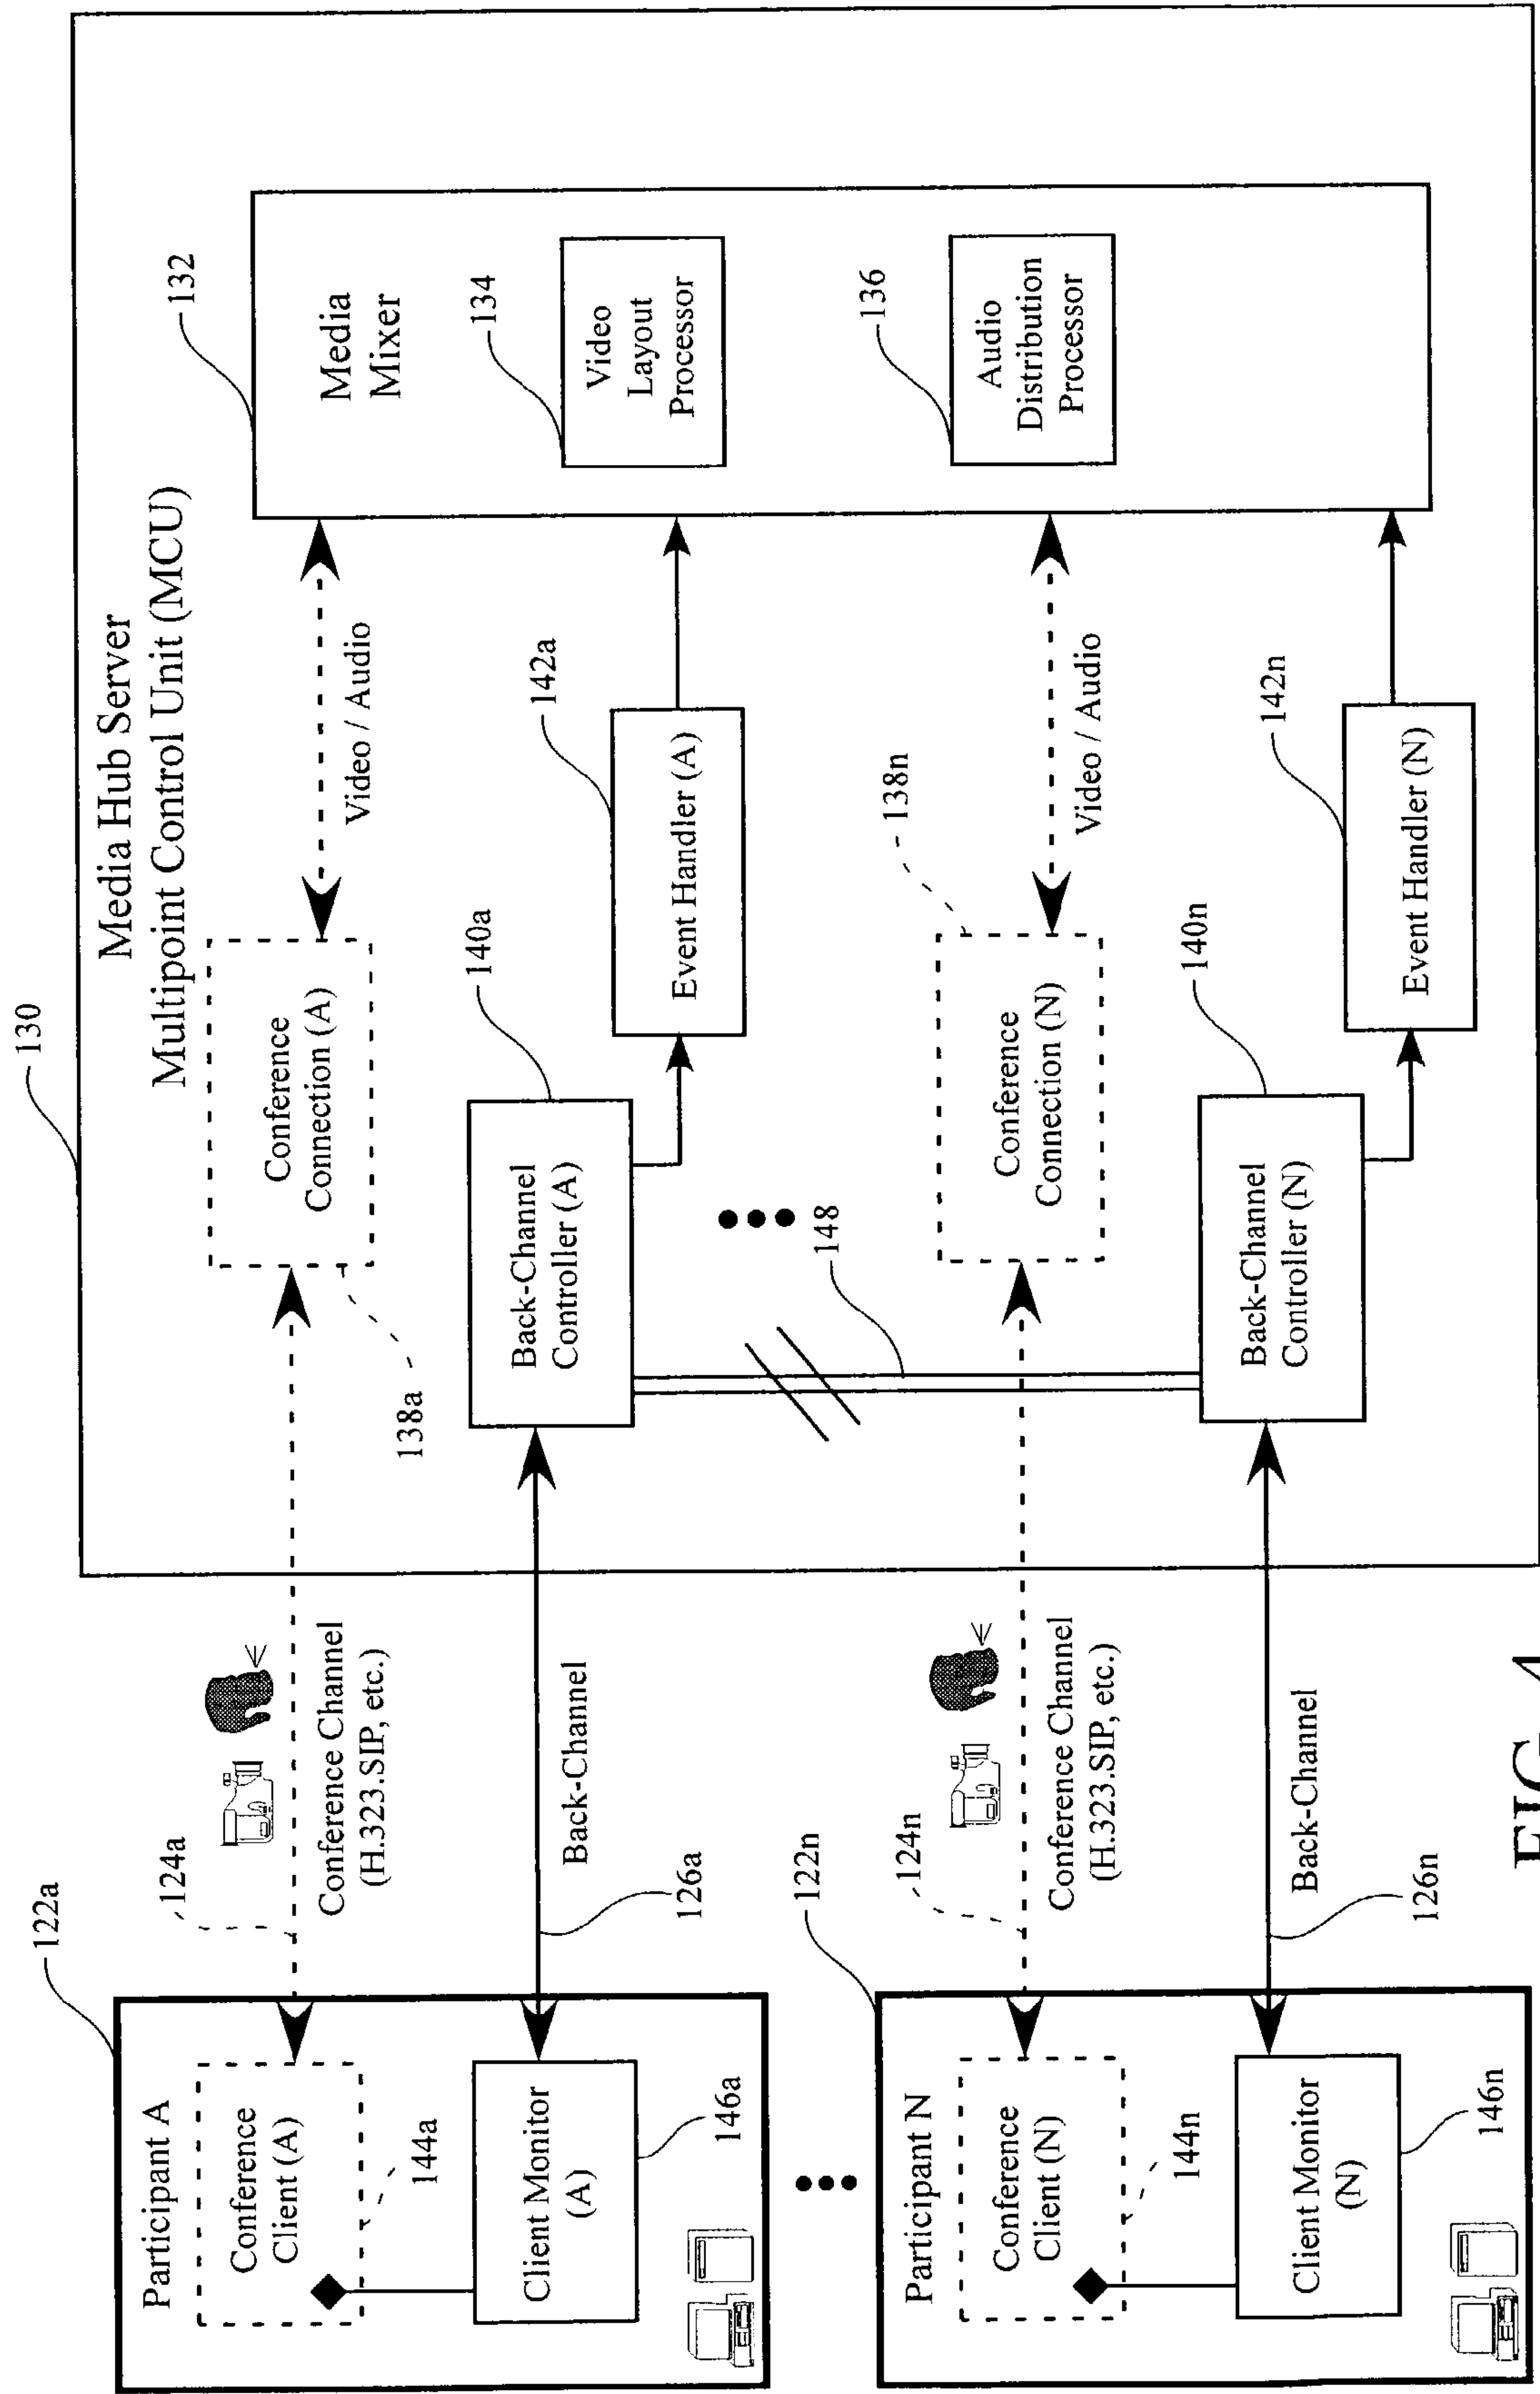 130
Media Hub Server
Multipoint Control Unit (MCU)
122a
Participant A
Conference
Client (A)
144a
Client Monitor
(A)
146a
124a
Conference Channel
(H.323.SIP, etc.)
Back-Channel
126a
Conference
Connection (A)
138a
Video / Audio
132
Media
Mixer
140a
Back-Channel
Controller (A)
142a
Event Handler (A)
134
Video
Layout
Processor
148
122n
Participant N
Conference
Client (N)
144n
Client Monitor
(N)
146n
124n
Conference Channel
(H.323.SIP, etc.)
Back-Channel
126n
138n
Conference
Connection (N)
Video / Audio
136
Audio
Distribution
Processor
140n
Back-Channel
Controller (N)
142n
Event Handler (N)
FIG. 4